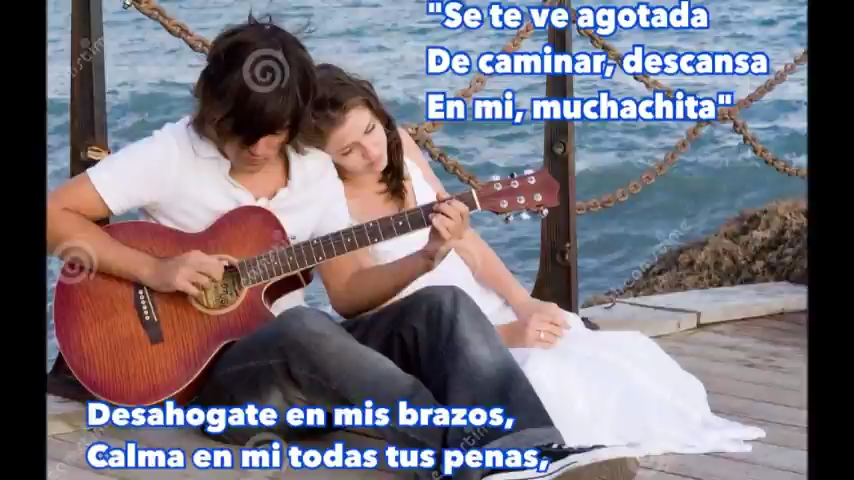 "Se te ve agotada
De caminar, descansa
En mi, muchachita"
Desahogate en mis brazos,
Calma en mi todas tus penas,